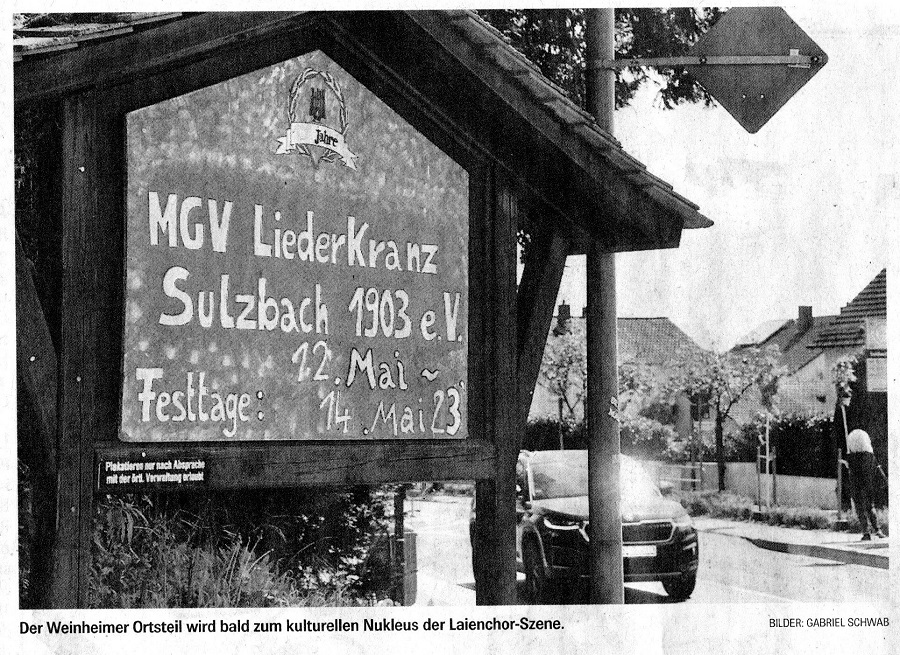 Jahre
MGV LiederKranz
Sulzbach 1903 e.V.
12. Mai ~
Festtage: 14. Mai 23
Plakatieren nur nach Absprache
mit der örtl. Verwaltung erlaubt
Der Weinheimer Ortsteil wird bald zum kulturellen Nukleus der Laienchor-Szene.
BILDER: GABRIEL SCHWAB